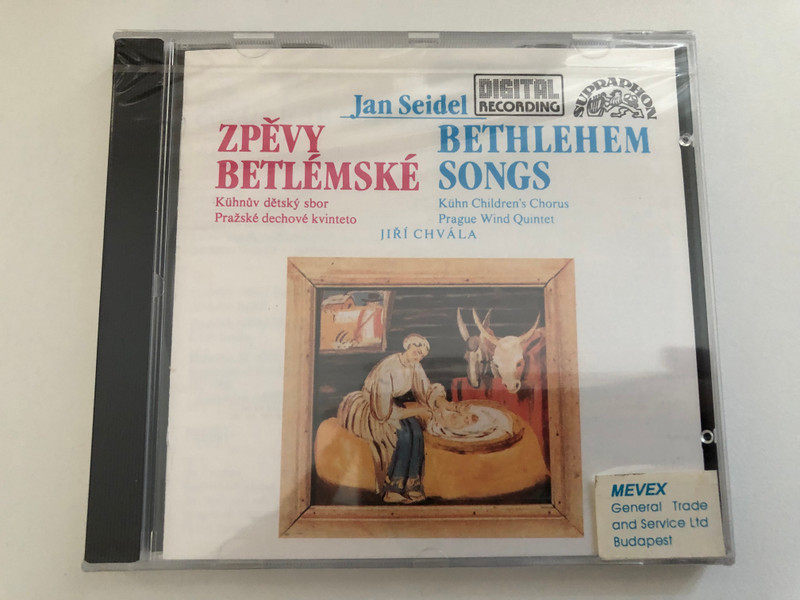 Jan Seidel
DIGITAL
RECORDING
SUPRAPHON
ZPĚVY
BETLÉMSKÉ
Kühnův dětský sbor
Pražské dechové kvinteto
BETHLEHEM
SONGS
Kühn Children's Chorus
Prague Wind Quintet
JIŘÍ CHVÁLA
MEVEX
General Trade
and Service Ltd
Budapest